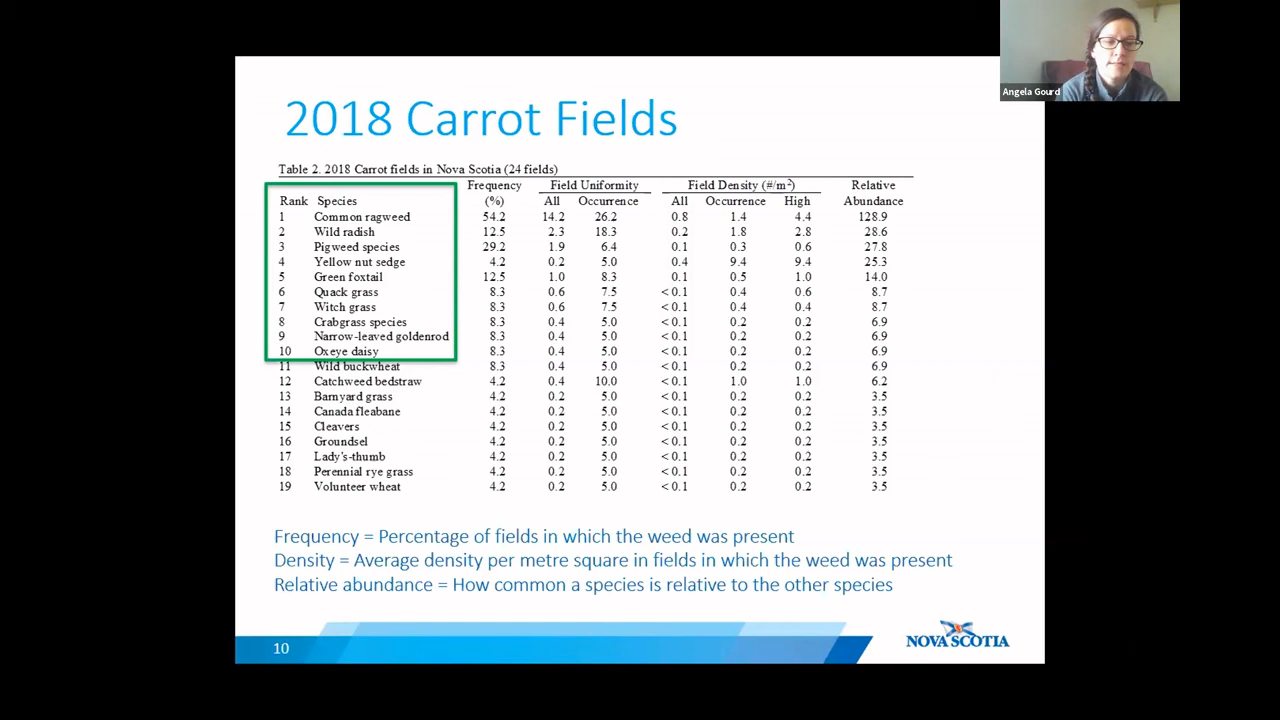 Angela Gourd
2018 Carrot Fields
Table 2. 2018 Carrot fields in Nova Scotia (24 fields)
Frequency Field Uniformity Field Density (#/m²) Relative
Rank Species (%) All Occurrence All Occurrence High Abundance
1 Common ragweed 54.2 14.2 26.2 0.8 1.4 4.4 128.9
2 Wild radish 12.5 2.3 18.3 0.2 1.8 2.8 28.6
3 Pigweed species 29.2 1.9 6.4 0.1 0.3 0.6 27.8
4 Yellow nut sedge 4.2 0.2 5.0 0.4 9.4 9.4 25.3
5 Green foxtail 12.5 1.0 8.3 0.1 0.5 1.0 14.0
6 Quack grass 8.3 0.6 7.5 < 0.1 0.4 0.6 8.7
7 Witch grass 8.3 0.6 7.5 < 0.1 0.4 0.4 8.7
8 Crabgrass species 8.3 0.4 5.0 < 0.1 0.2 0.2 6.9
9 Narrow-leaved goldenrod 8.3 0.4 5.0 < 0.1 0.2 0.2 6.9
10 Oxeye daisy 8.3 0.4 5.0 < 0.1 0.2 0.2 6.9
11 Wild buckwheat 8.3 0.4 5.0 < 0.1 0.2 0.2 6.9
12 Catchweed bedstraw 4.2 0.4 10.0 < 0.1 1.0 1.0 6.2
13 Barnyard grass 4.2 0.2 5.0 < 0.1 0.2 0.2 3.5
14 Canada fleabane 4.2 0.2 5.0 < 0.1 0.2 0.2 3.5
15 Cleavers 4.2 0.2 5.0 < 0.1 0.2 0.2 3.5
16 Groundsel 4.2 0.2 5.0 < 0.1 0.2 0.2 3.5
17 Lady's-thumb 4.2 0.2 5.0 < 0.1 0.2 0.2 3.5
18 Perennial rye grass 4.2 0.2 5.0 < 0.1 0.2 0.2 3.5
19 Volunteer wheat 4.2 0.2 5.0 < 0.1 0.2 0.2 3.5
Frequency = Percentage of fields in which the weed was present
Density = Average density per metre square in fields in which the weed was present
Relative abundance = How common a species is relative to the other species
10
NOVA SCOTIA